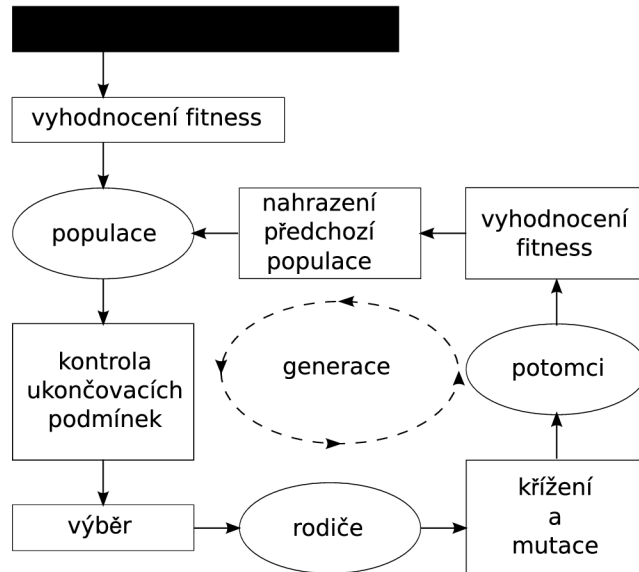 vyhodnocení fitness
populace
nahrazení
předchozí
populace
vyhodnocení
fitness
kontrola
ukončovacích
podmínek
generace
potomci
výběr
rodiče
křížení
a
mutace